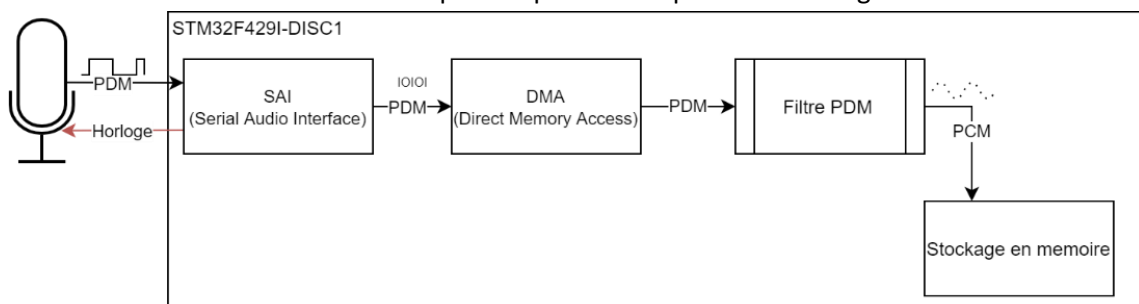 STM32F429I-DISC1
PDM
Horloge
SAI
(Serial Audio Interface)
IOIOI
PDM
DMA
(Direct Memory Access)
PDM
Filtre PDM
PCM
Stockage en memoire